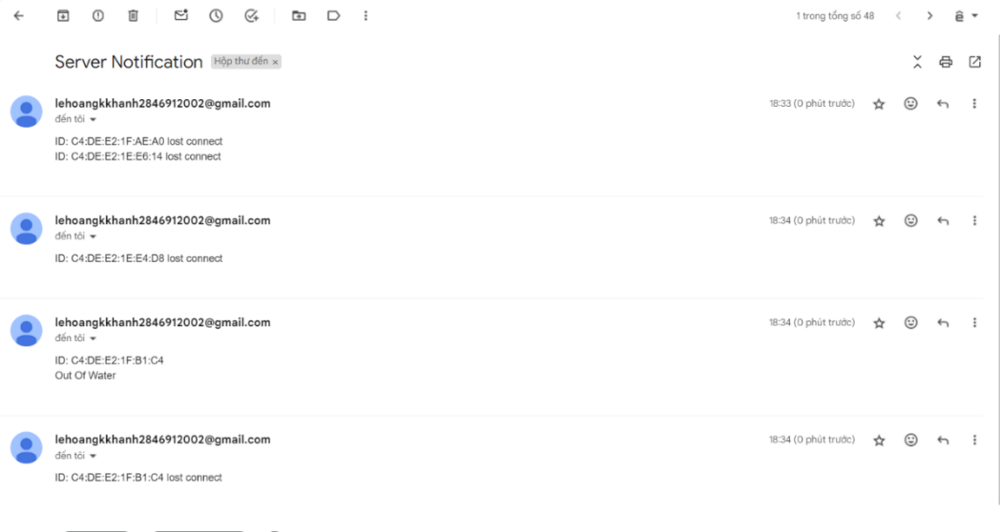 1 trong tổng số 48
Server Notification Hộp thư đến ×
lehoangkkhanh2846912002@gmail.com 18:33 (0 phút trước)
đến tôi
ID: C4:DE:E2:1F:AE:A0 lost connect
ID: C4:DE:E2:1E:E6:14 lost connect
lehoangkkhanh2846912002@gmail.com 18:34 (0 phút trước)
đến tôi
ID: C4:DE:E2:1E:E4:D8 lost connect
lehoangkkhanh2846912002@gmail.com 18:34 (0 phút trước)
đến tôi
ID: C4:DE:E2:1F:B1:C4
Out Of Water
lehoangkkhanh2846912002@gmail.com 18:34 (0 phút trước)
đến tôi
ID: C4:DE:E2:1F:B1:C4 lost connect